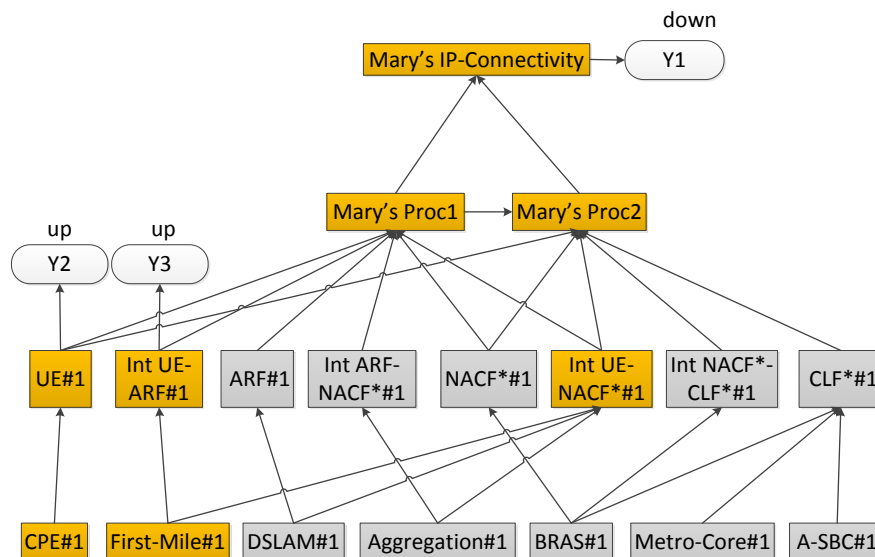 down
Mary's IP-Connectivity
Y1
Mary's Proc1
Mary's Proc2
up
up
Y2
Y3
UE#1
Int UE-
ARF#1
ARF#1
Int ARF-
NACF*#1
NACF*#1
Int UE-
NACF*#1
Int NACF*-
CLF*#1
CLF*#1
CPE#1
First-Mile#1
DSLAM#1
Aggregation#1
BRAS#1
Metro-Core#1
A-SBC#1